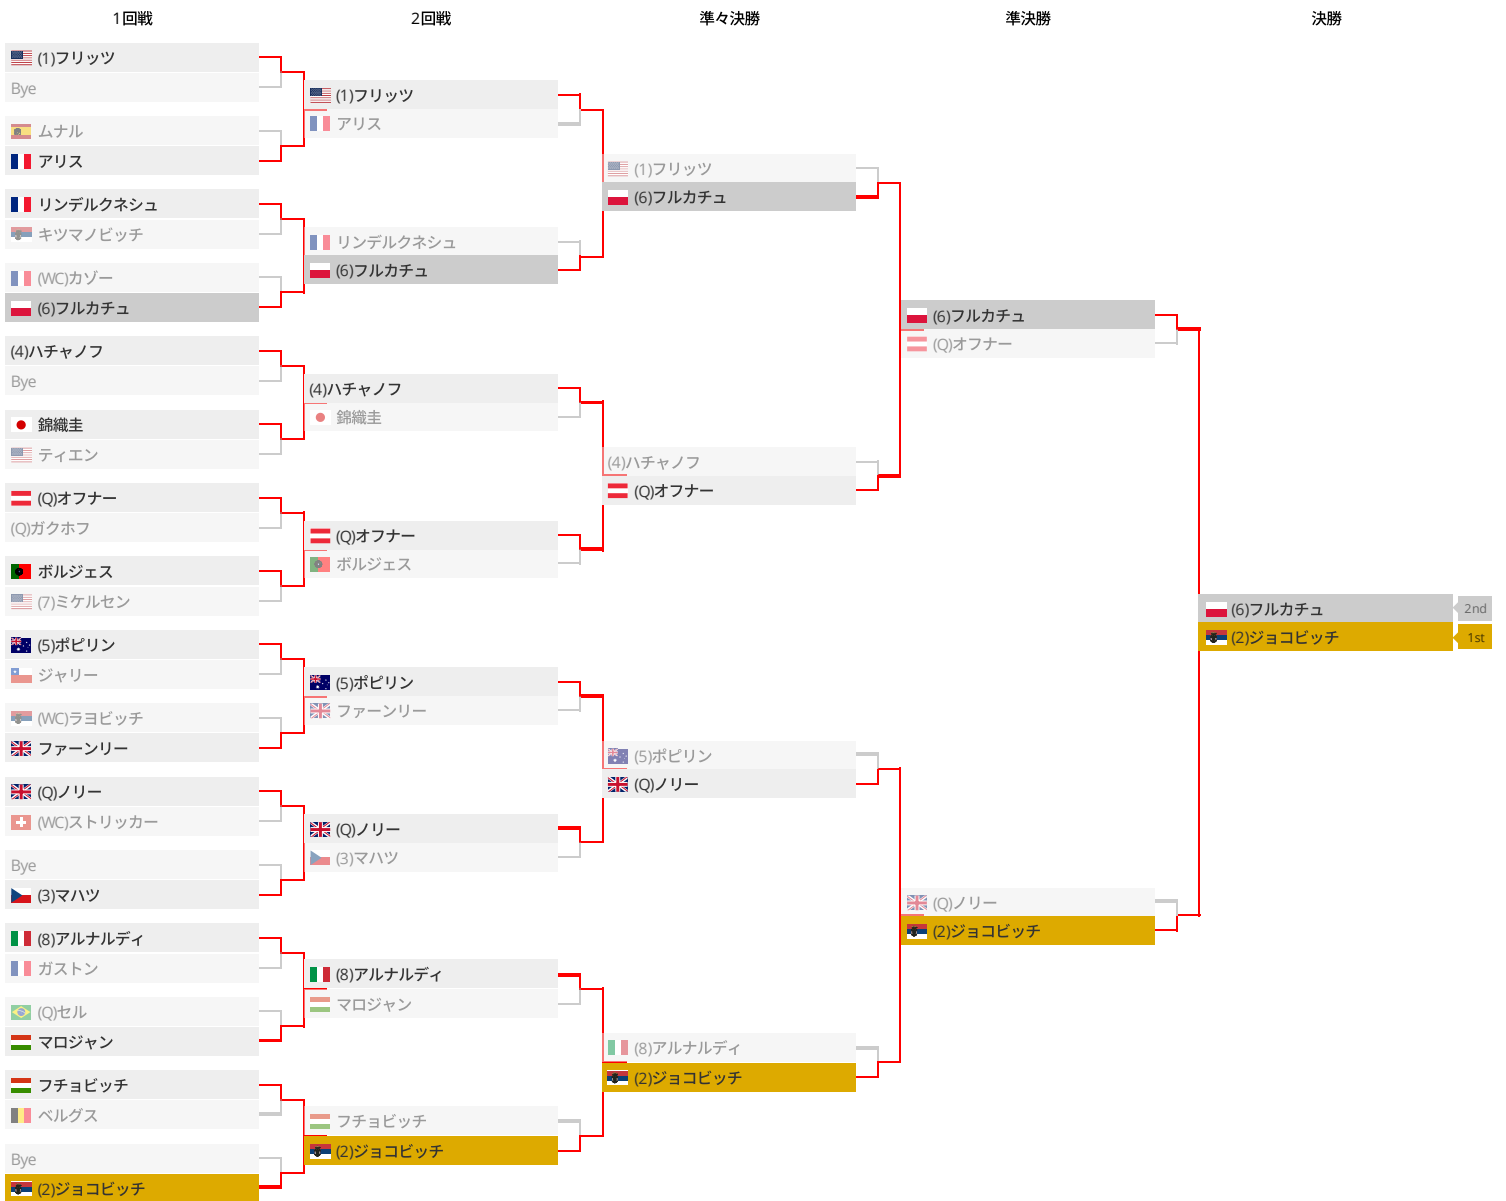 1回戦
2回戦
準々決勝
準決勝
決勝
(1)フリッツ
Bye
ムナル
アリス
リンデルクネシュ
キツマノビッチ
(WC)カゾー
(6)フルカチュ
(4)ハチャノフ
Bye
錦織圭
ティエン
(Q)オフナー
(Q)ガクホフ
ボルジェス
(7)ミケルセン
(5)ポピリン
ジャリー
(WC)ラヨビッチ
ファーンリー
(Q)ノリー
(WC)ストリッカー
Bye
(3)マハツ
(8)アルナルディ
ガストン
(Q)セル
マロジャン
フチョビッチ
ベルグス
Bye
(2)ジョコビッチ
(1)フリッツ
アリス
リンデルクネシュ
(6)フルカチュ
(4)ハチャノフ
錦織圭
(Q)オフナー
ボルジェス
(5)ポピリン
ファーンリー
(Q)ノリー
(3)マハツ
(8)アルナルディ
マロジャン
フチョビッチ
(2)ジョコビッチ
(1)フリッツ
(6)フルカチュ
(4)ハチャノフ
(Q)オフナー
(5)ポピリン
(Q)ノリー
(8)アルナルディ
(2)ジョコビッチ
(6)フルカチュ
(Q)オフナー
(Q)ノリー
(2)ジョコビッチ
(6)フルカチュ 2nd
(2)ジョコビッチ 1st